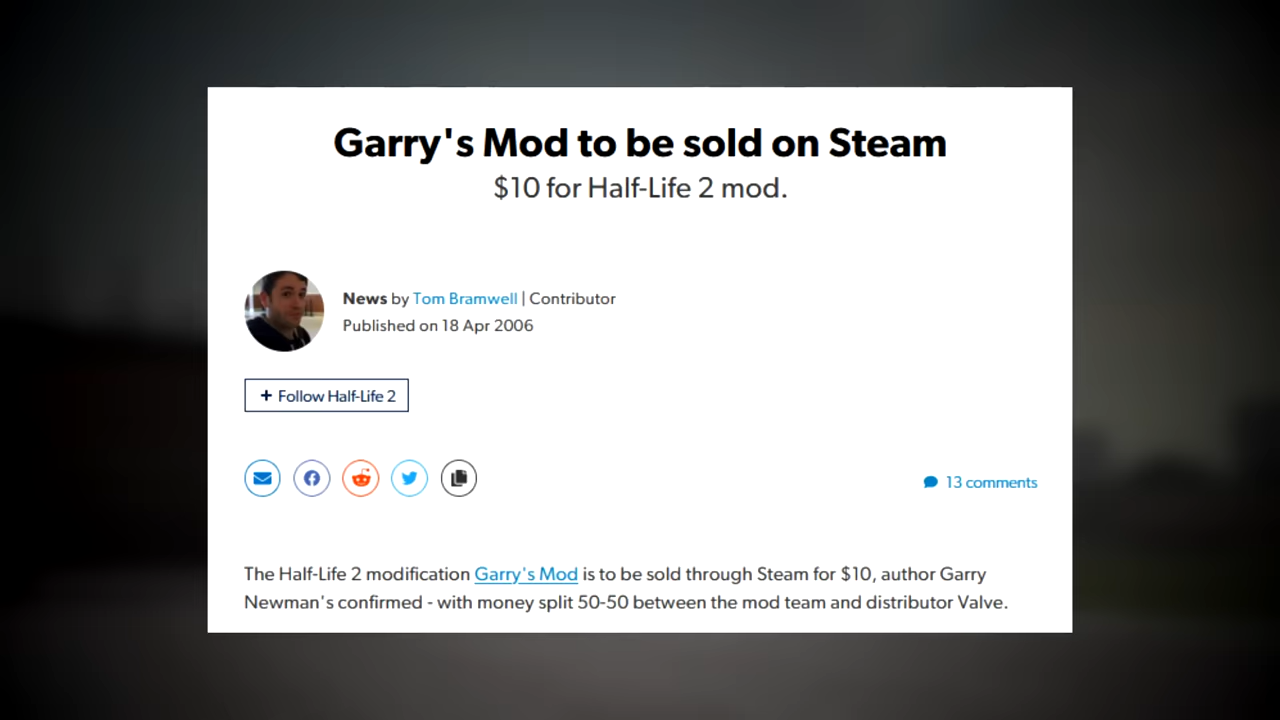 Garry's Mod to be sold on Steam
$10 for Half-Life 2 mod.
News by Tom Bramwell | Contributor
Published on 18 Apr 2006
+ Follow Half-Life 2
13 comments
The Half-Life 2 modification Garry's Mod is to be sold through Steam for $10, author Garry
Newman's confirmed - with money split 50-50 between the mod team and distributor Valve.